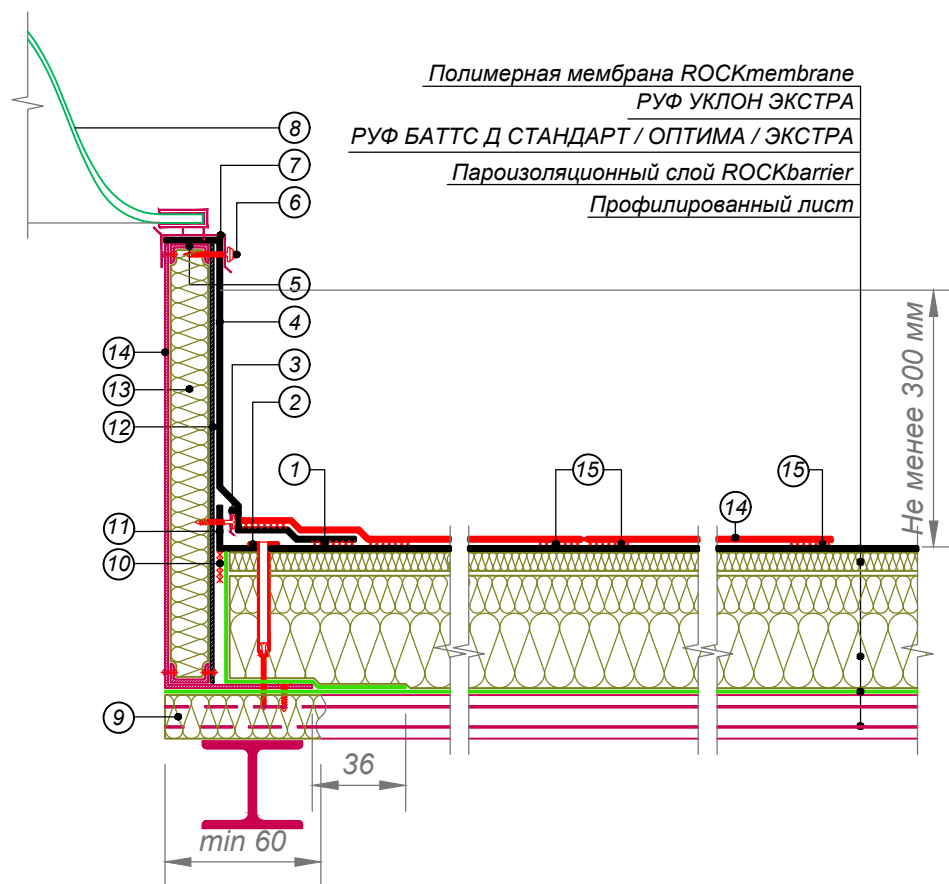 Полимерная мембрана ROCKmembrane
РУФ УКЛОН ЭКСТРА
РУФ БАТТС Д СТАНДАРТ / ОПТИМА / ЭКСТРА
Пароизоляционный слой ROCKbarrier
Профилированный лист
8
7
6
5
4
14
3
13
2
12
1
15
15
14
11
10
9
Не менее 300 мм
36
min 60